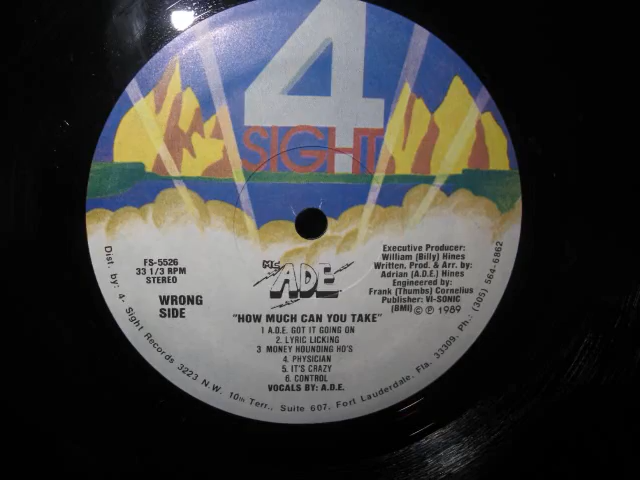 4
SIGHT
FS-5526
33 1/3 RPM
STEREO
WRONG
SIDE
Mc
ADE
Executive Producer:
William (Billy) Hines
Written, Prod. & Arr. by:
Adrian (A.D.E.) Hines
Engineered by:
Frank (Thumbs) Cornelius
Publisher: VI-SONIC
(BMI) © ℗ 1989
"HOW MUCH CAN YOU TAKE"
1 A.D.E. GOT IT GOING ON
2. LYRIC LICKING
3 MONEY HOUNDING HO'S
4. PHYSICIAN
5. IT'S CRAZY
6. CONTROL
VOCALS BY: A.D.E.
Dist. by: 4- Sight Records 3223 N.W. 10th Terr., Suite 607, Fort Lauderdale, Fla. 33309, Ph.: (305) 564-6862